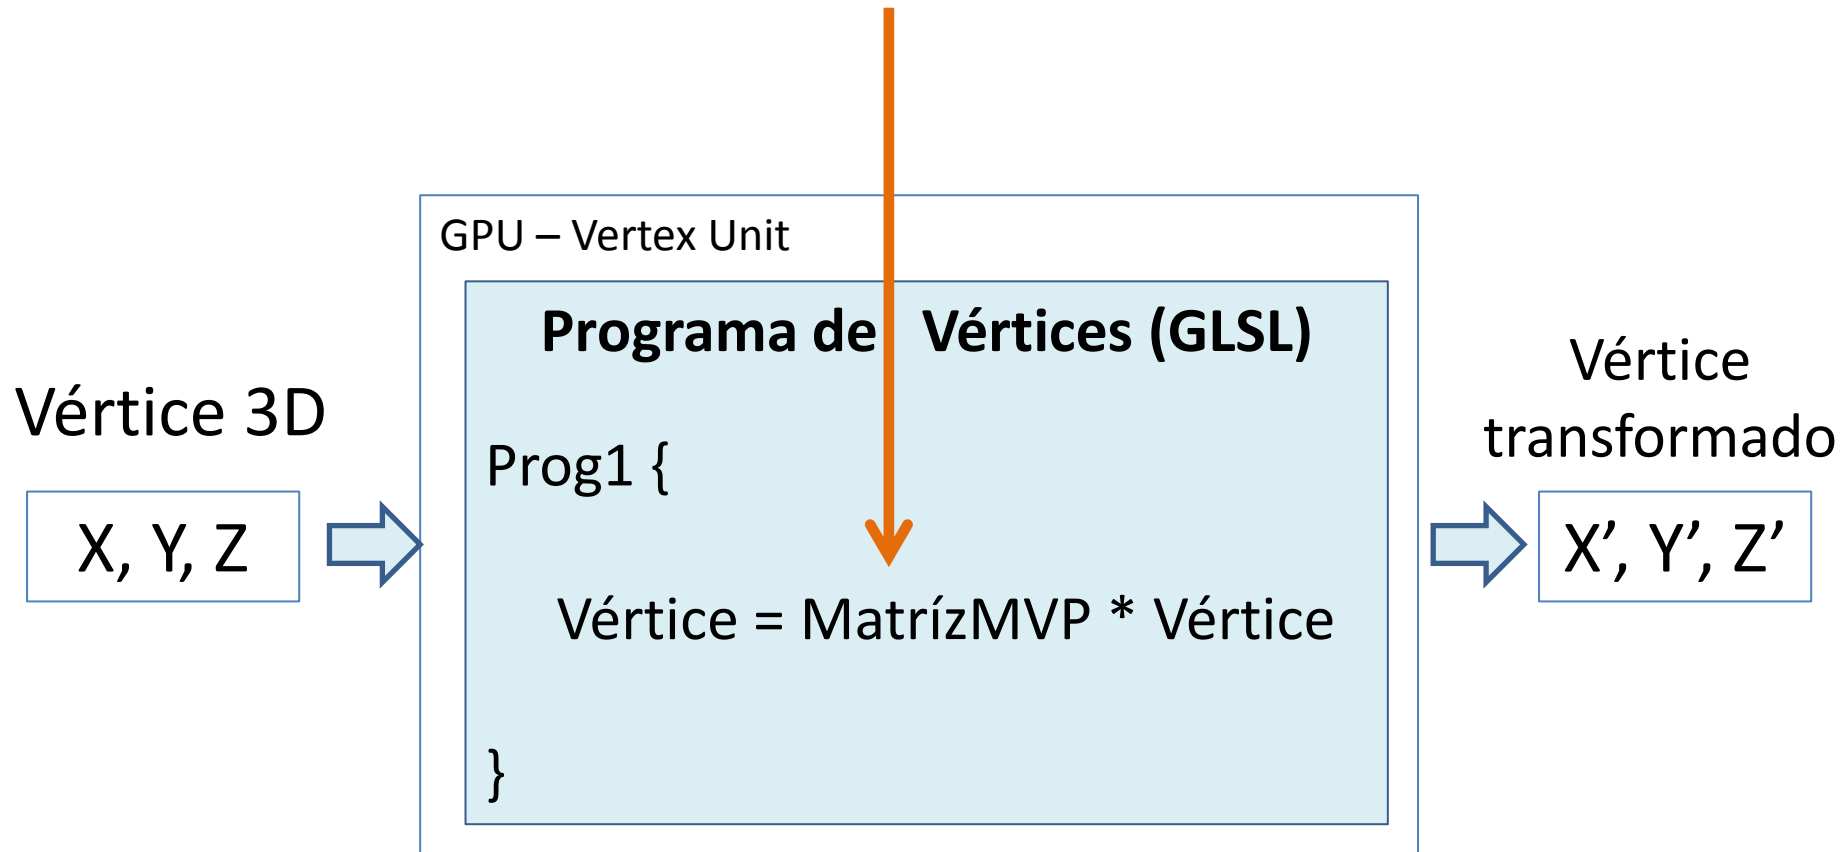 GPU – Vertex Unit
Programa de Vértices (GLSL)
Vértice 3D
X, Y, Z
Prog1 {
Vértice = MatrízMVP * Vértice
}
Vértice
transformado
X’, Y’, Z’